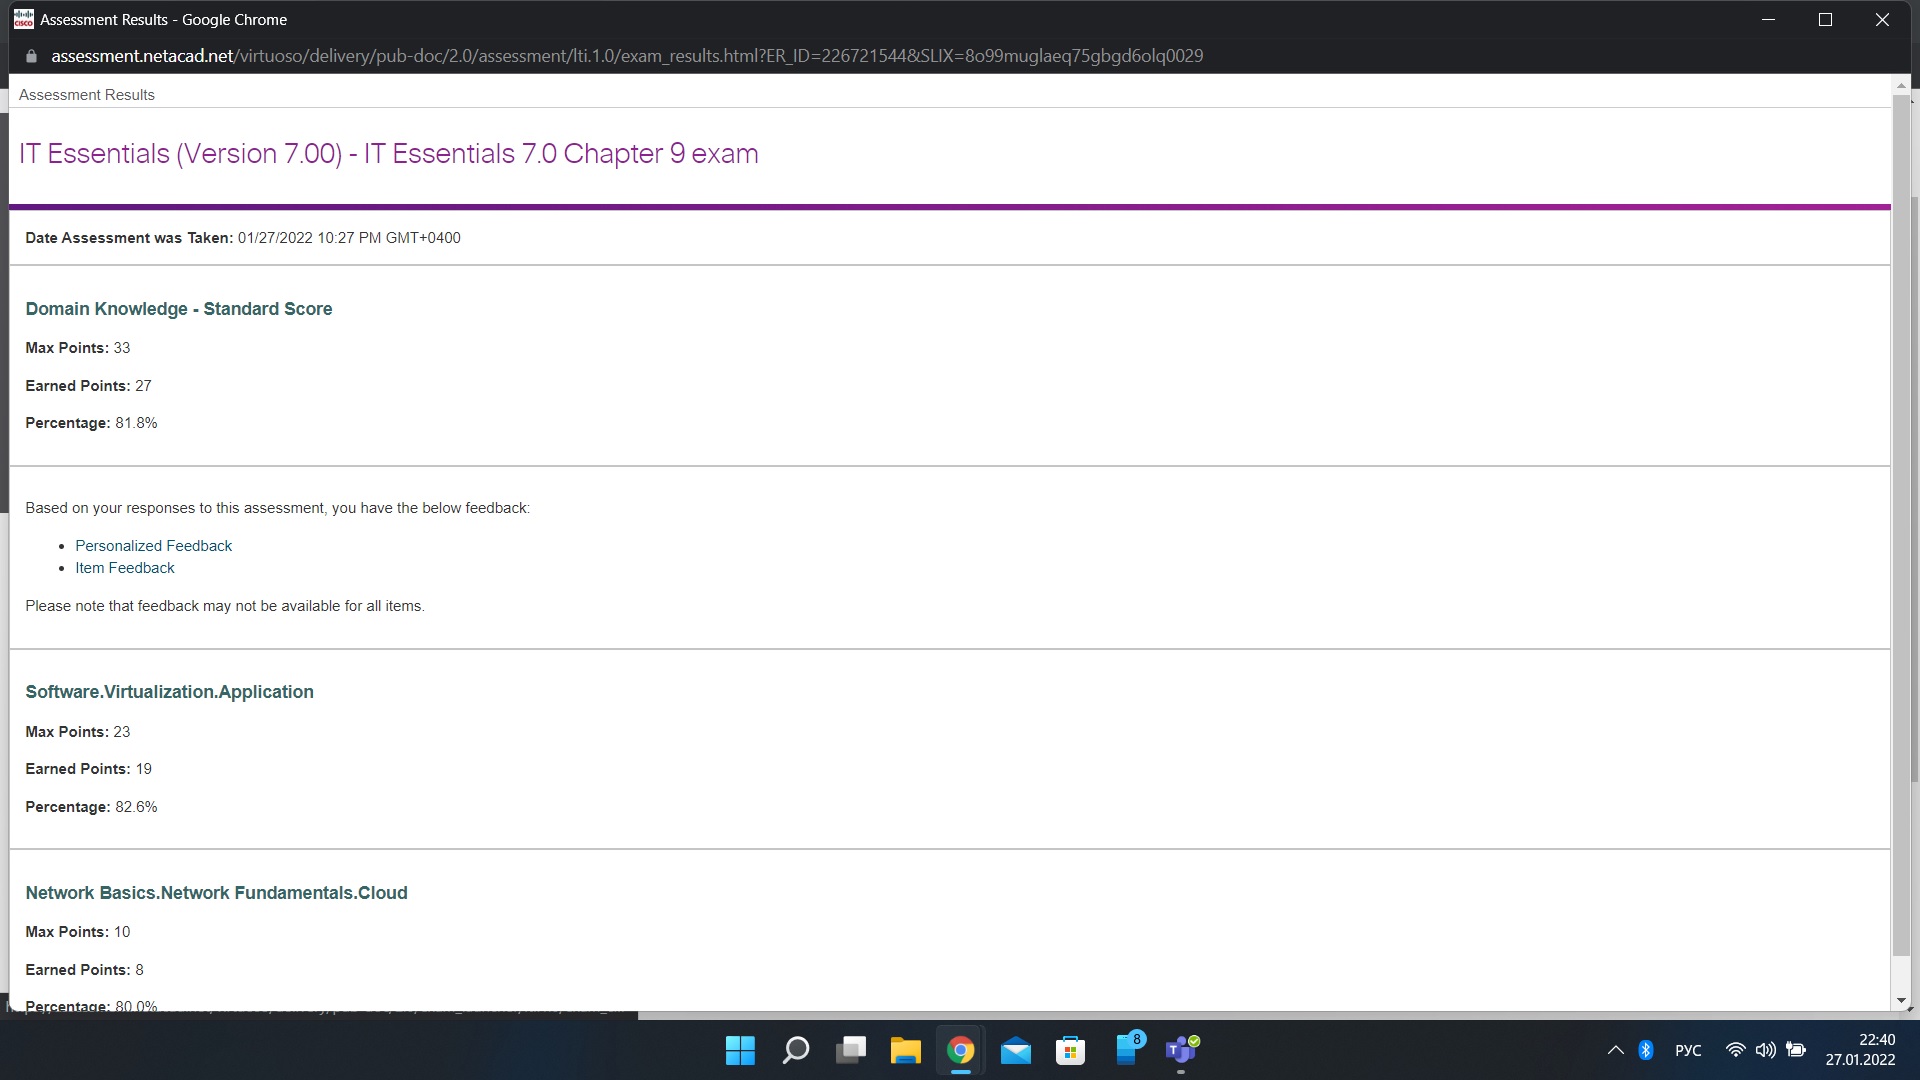 Assessment Results - Google Chrome
assessment.netacad.net/virtuoso/delivery/pub-doc/2.0/assessment/lti.1.0/exam_results.html?ER_ID=226721544&SLIX=8o99muglaeq75gbgd6olq0029
Assessment Results
IT Essentials (Version 7.00) - IT Essentials 7.0 Chapter 9 exam
Date Assessment was Taken: 01/27/2022 10:27 PM GMT+0400
Domain Knowledge - Standard Score
Max Points: 33
Earned Points: 27
Percentage: 81.8%
Based on your responses to this assessment, you have the below feedback:
• Personalized Feedback
• Item Feedback
Please note that feedback may not be available for all items.
Software.Virtualization.Application
Max Points: 23
Earned Points: 19
Percentage: 82.6%
Network Basics.Network Fundamentals.Cloud
Max Points: 10
Earned Points: 8
Percentage: 80.0%
8
РУС
22:40
27.01.2022